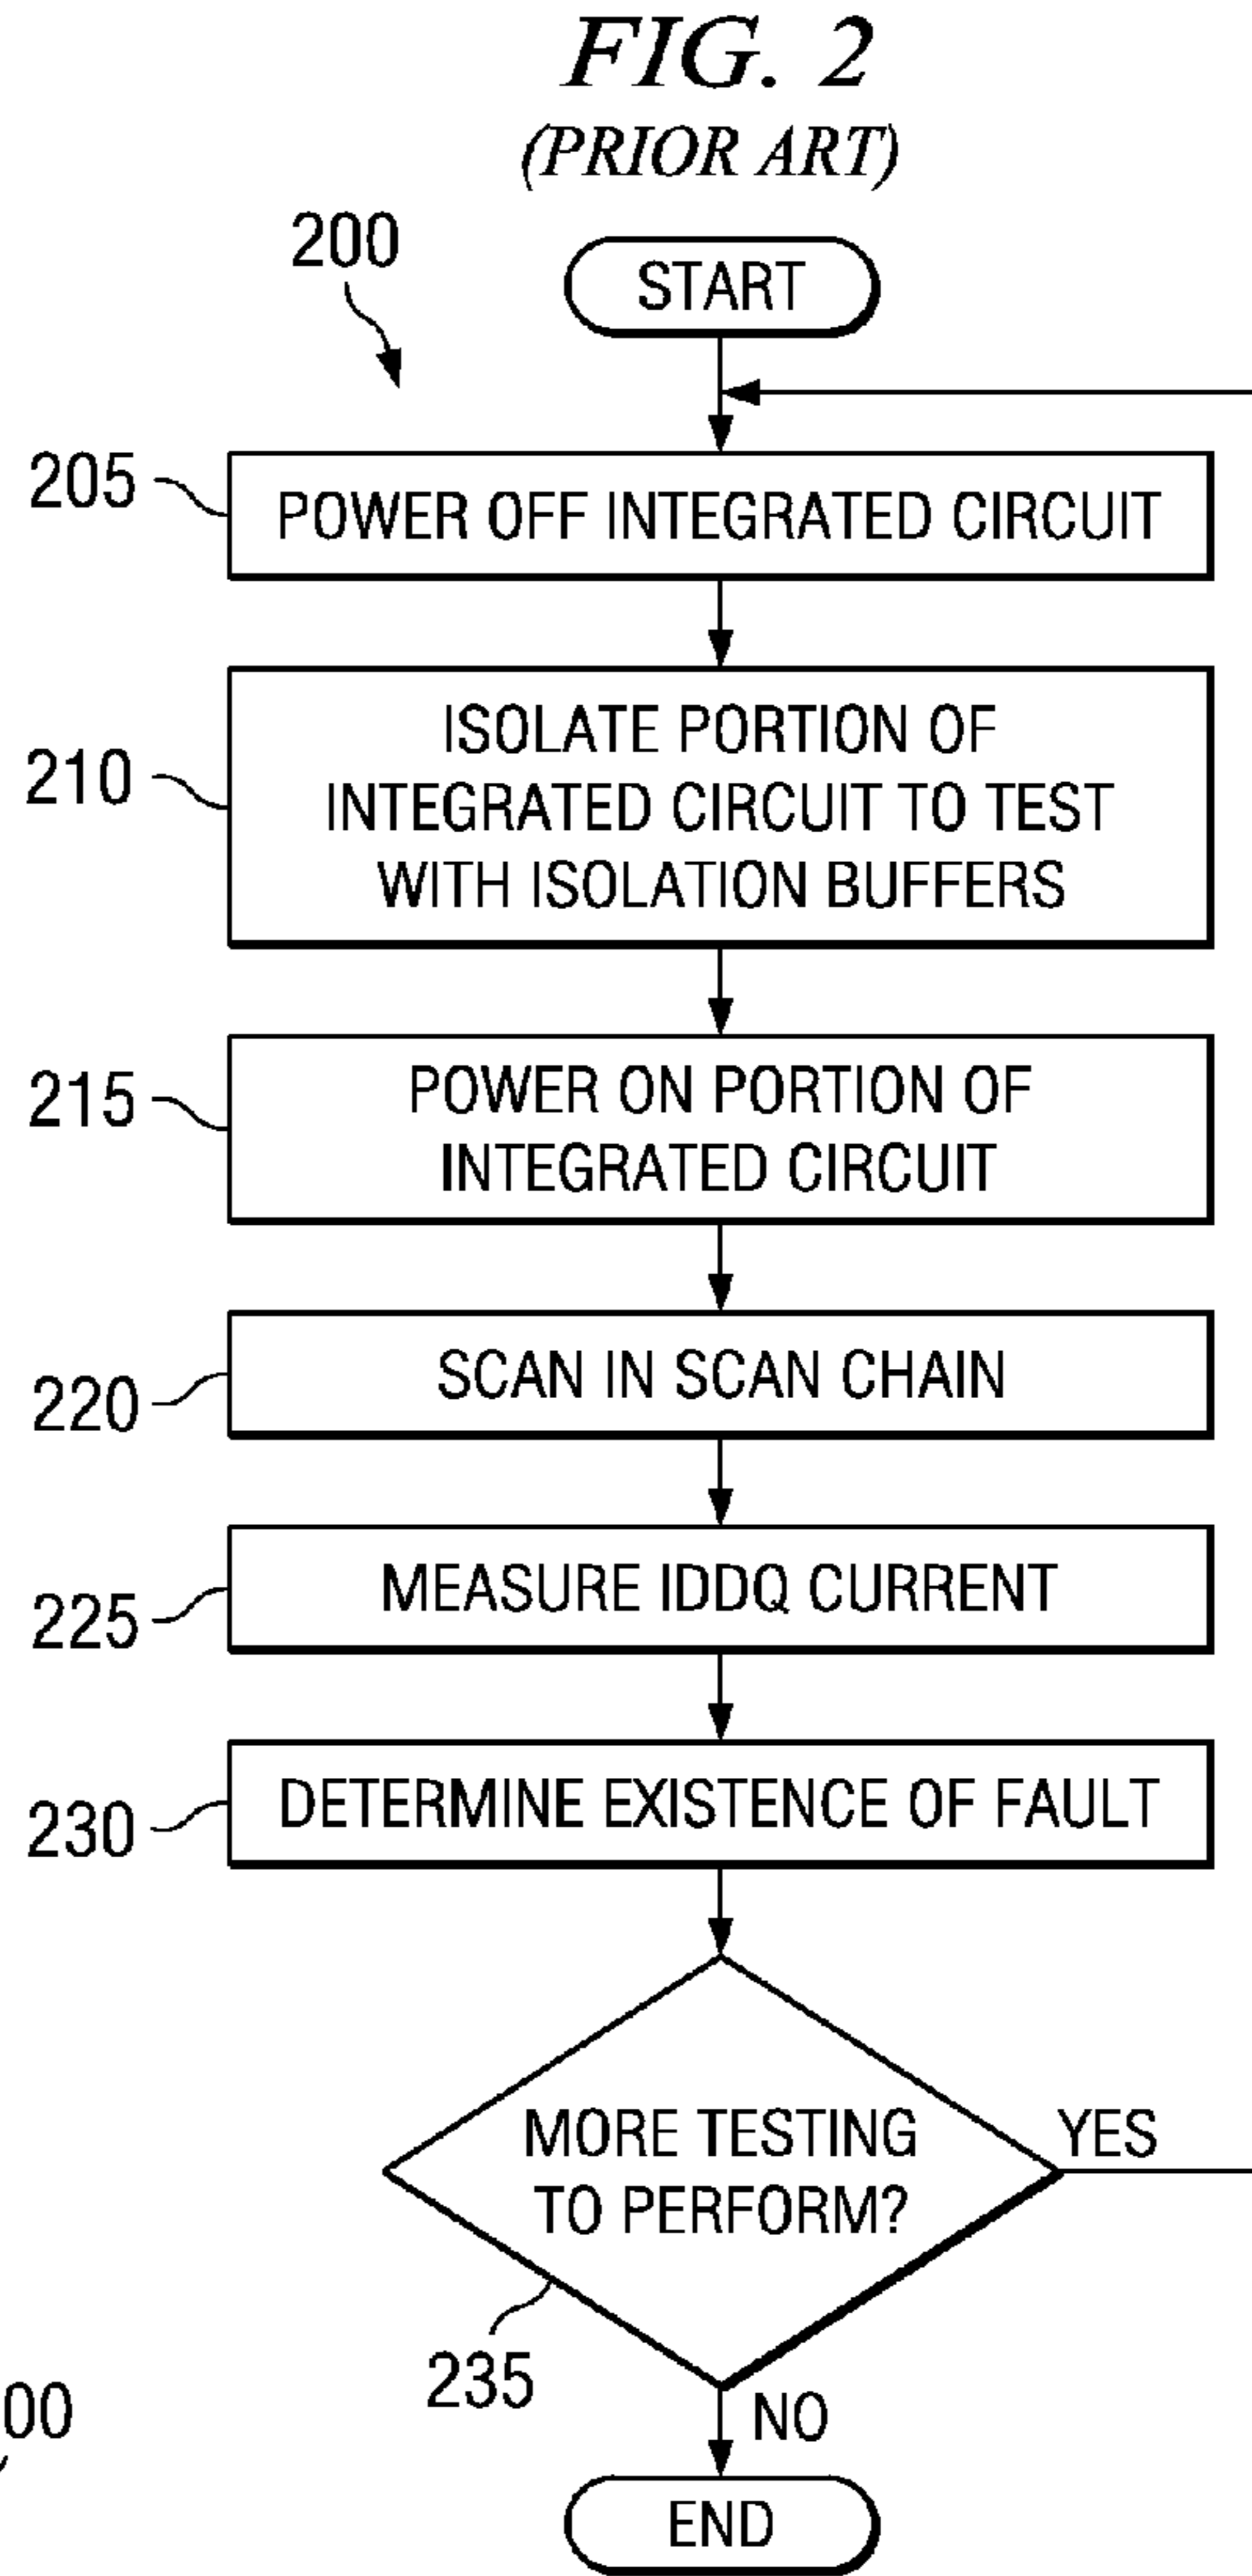 FIG. 2
(PRIOR ART)
200
START
205
POWER OFF INTEGRATED CIRCUIT
210
ISOLATE PORTION OF
INTEGRATED CIRCUIT TO TEST
WITH ISOLATION BUFFERS
215
POWER ON PORTION OF
INTEGRATED CIRCUIT
220
SCAN IN SCAN CHAIN
225
MEASURE IDDQ CURRENT
230
DETERMINE EXISTENCE OF FAULT
MORE TESTING
TO PERFORM?
YES
235
00
NO
END